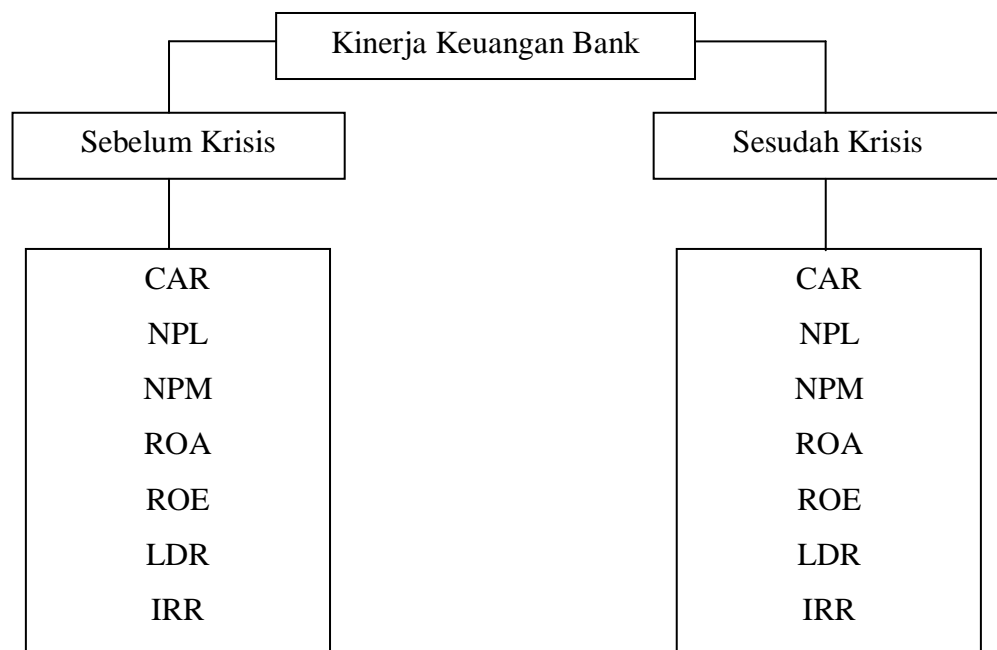 Kinerja Keuangan Bank
Sebelum Krisis
Sesudah Krisis
CAR
NPL
NPM
ROA
ROE
LDR
IRR
CAR
NPL
NPM
ROA
ROE
LDR
IRR